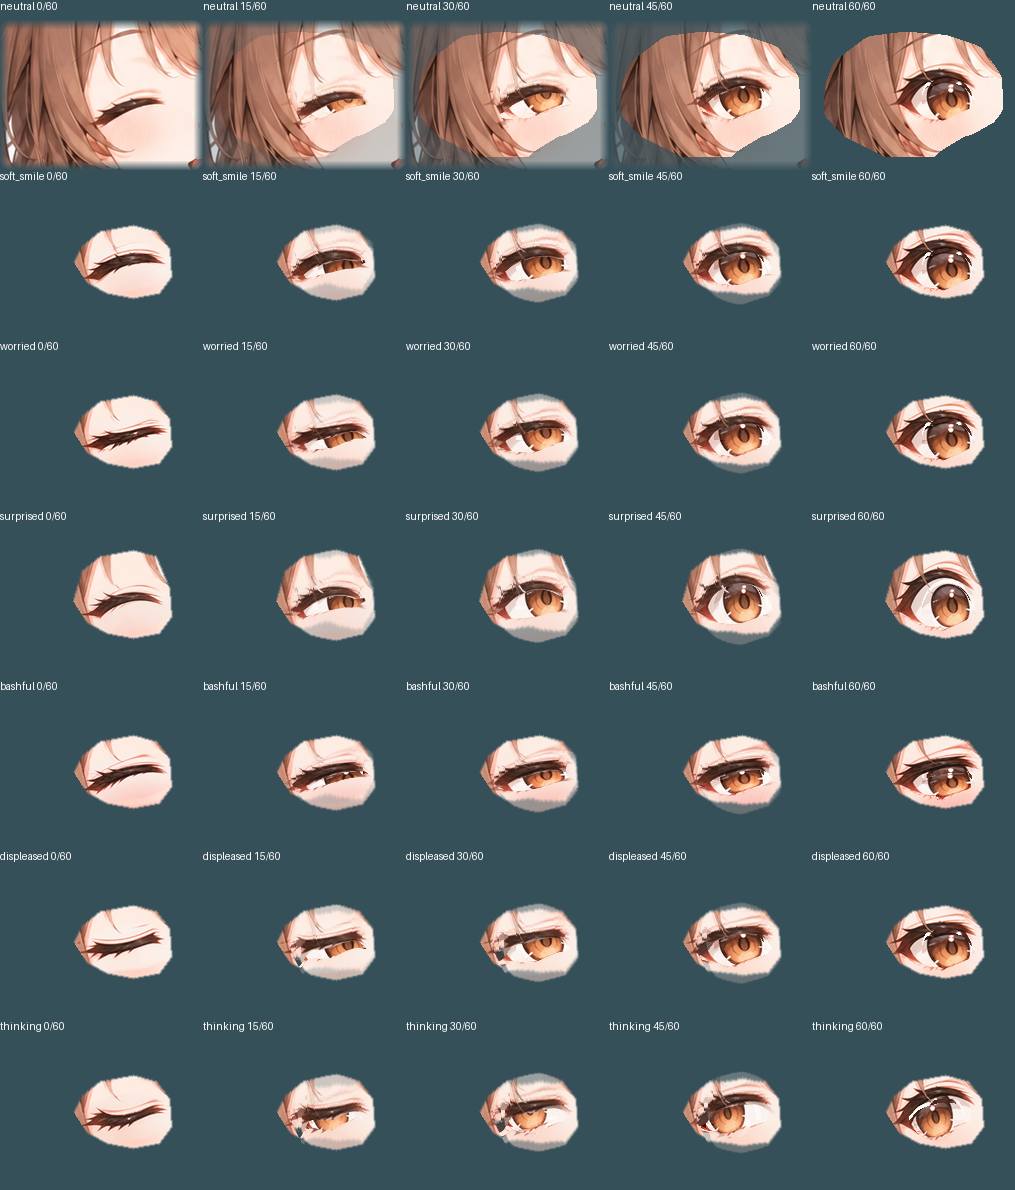 neutral 0/60 neutral 15/60 neutral 30/60 neutral 45/60 neutral 60/60
soft_smile 0/60 soft_smile 15/60 soft_smile 30/60 soft_smile 45/60 soft_smile 60/60
worried 0/60 worried 15/60 worried 30/60 worried 45/60 worried 60/60
surprised 0/60 surprised 15/60 surprised 30/60 surprised 45/60 surprised 60/60
bashful 0/60 bashful 15/60 bashful 30/60 bashful 45/60 bashful 60/60
displeased 0/60 displeased 15/60 displeased 30/60 displeased 45/60 displeased 60/60
thinking 0/60 thinking 15/60 thinking 30/60 thinking 45/60 thinking 60/60